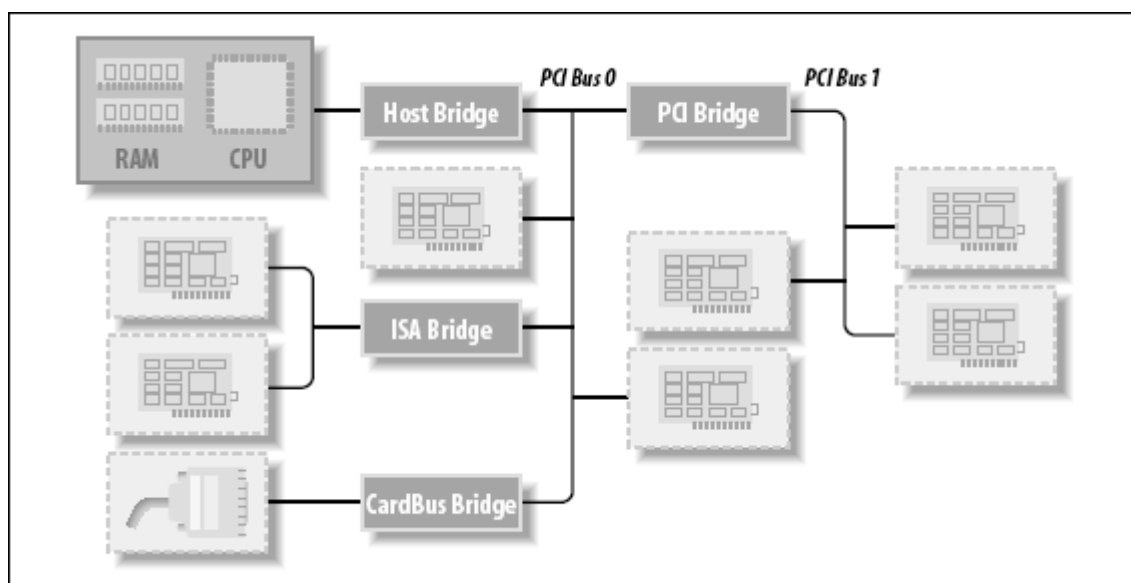 PCI Bus 0
PCI Bus 1
Host Bridge
PCI Bridge
RAM
CPU
ISA Bridge
CardBus Bridge